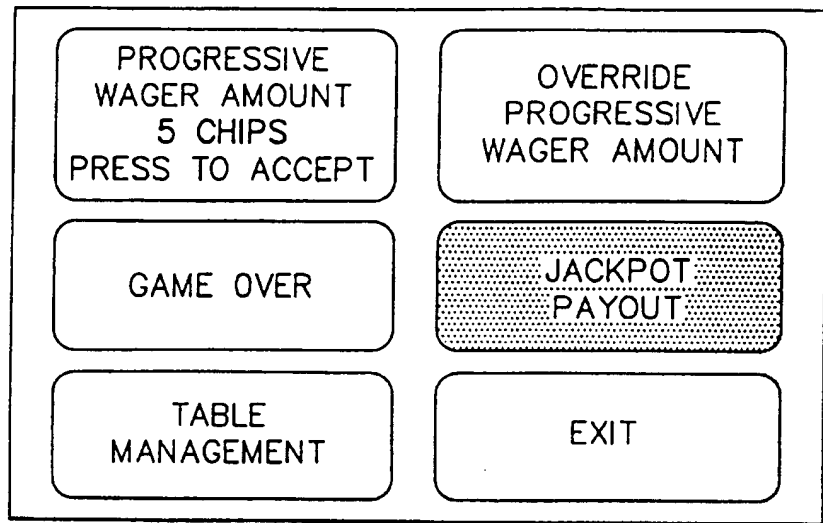 PROGRESSIVE
WAGER AMOUNT
5 CHIPS
PRESS TO ACCEPT
OVERRIDE
PROGRESSIVE
WAGER AMOUNT
GAME OVER
JACKPOT
PAYOUT
TABLE
MANAGEMENT
EXIT